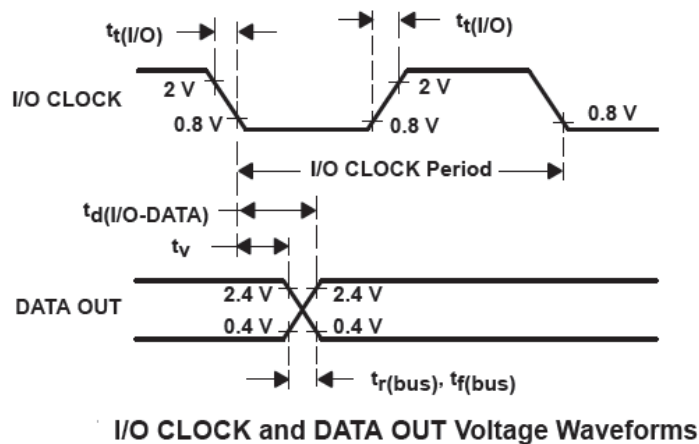 tt(I/O) tt(I/O)
I/O CLOCK
2 V 2 V
0.8 V 0.8 V 0.8 V
I/O CLOCK Period
td(I/O-DATA)
tv
DATA OUT
2.4 V 2.4 V
0.4 V 0.4 V
tr(bus), tf(bus)
I/O CLOCK and DATA OUT Voltage Waveforms